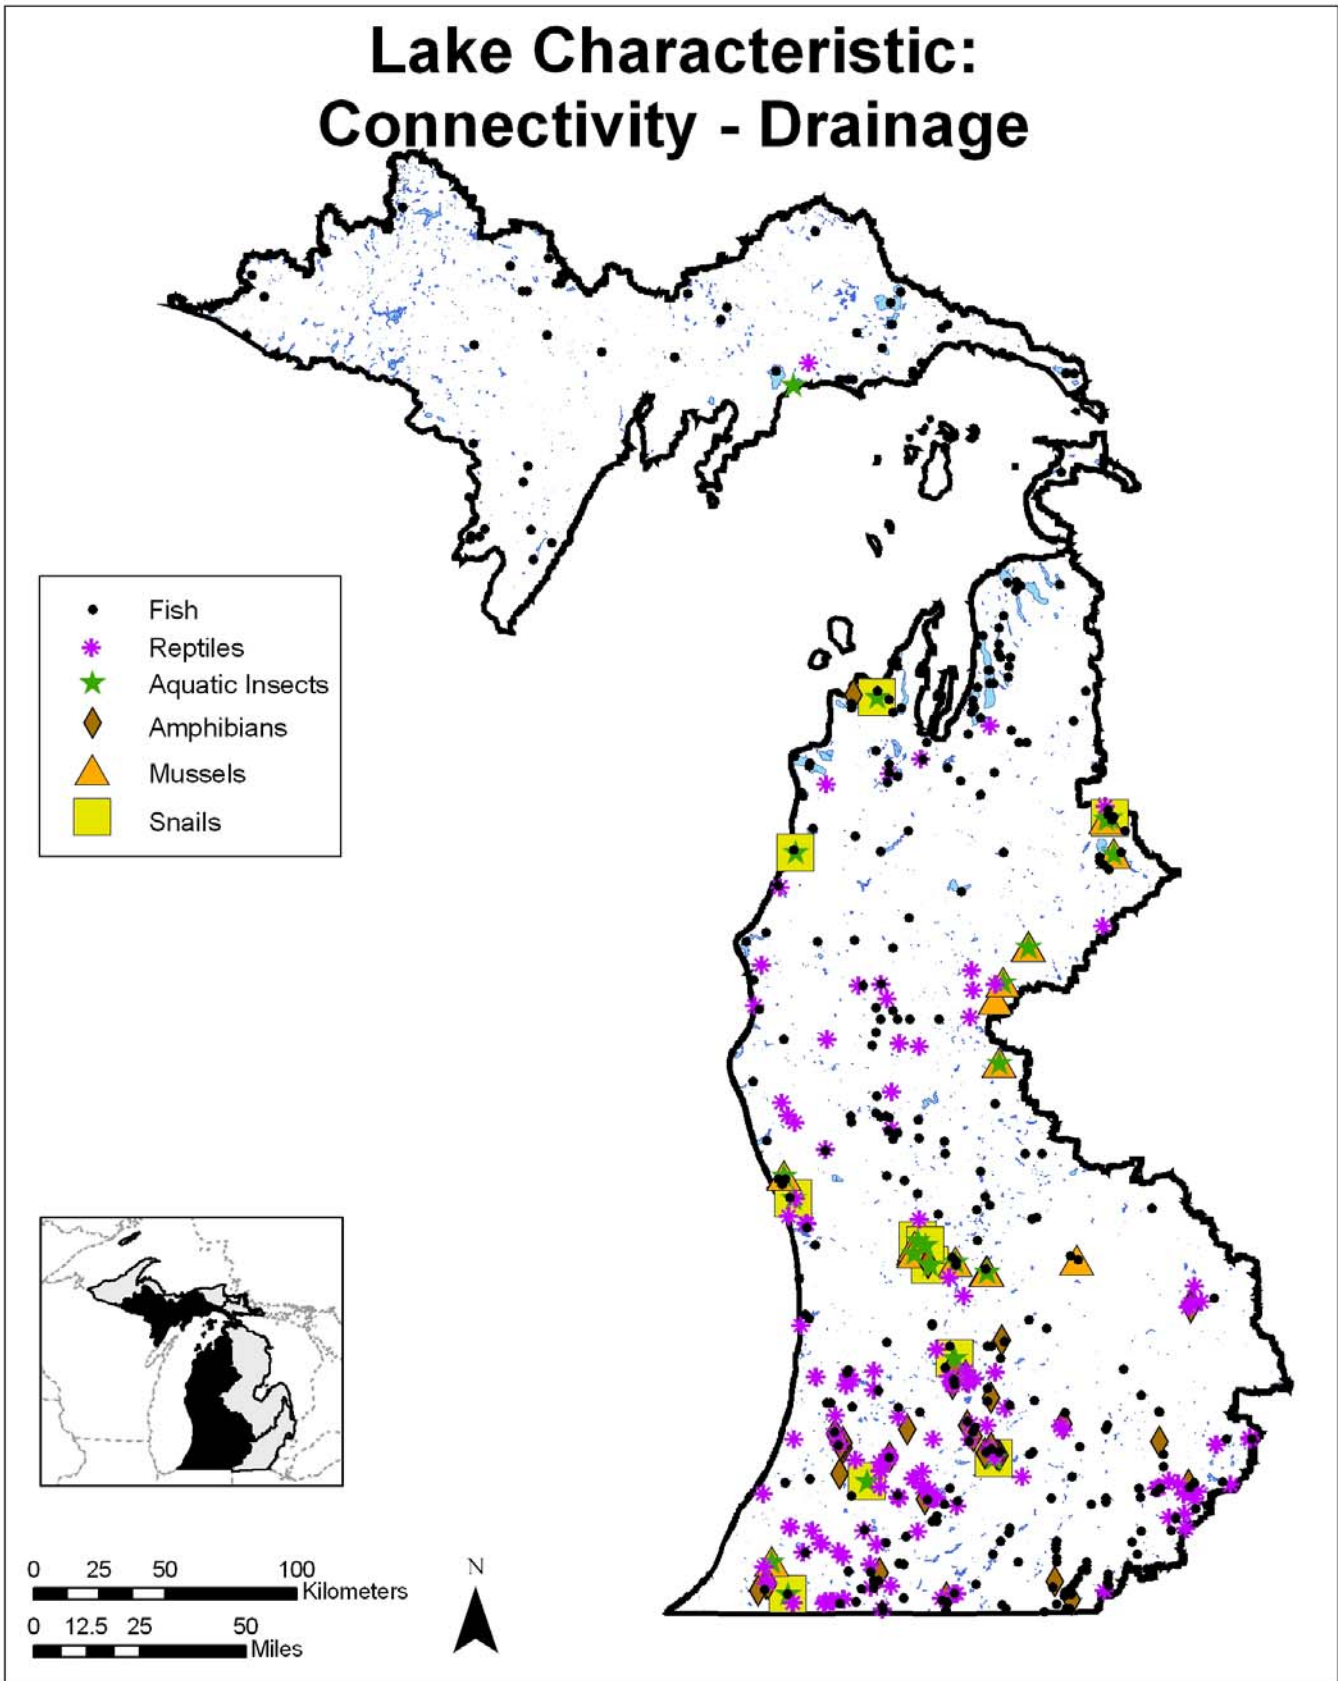 Lake Characteristic:
Connectivity - Drainage
Fish
Reptiles
Aquatic Insects
Amphibians
Mussels
Snails
0 25 50 100
Kilometers
0 12.5 25 50
Miles
N